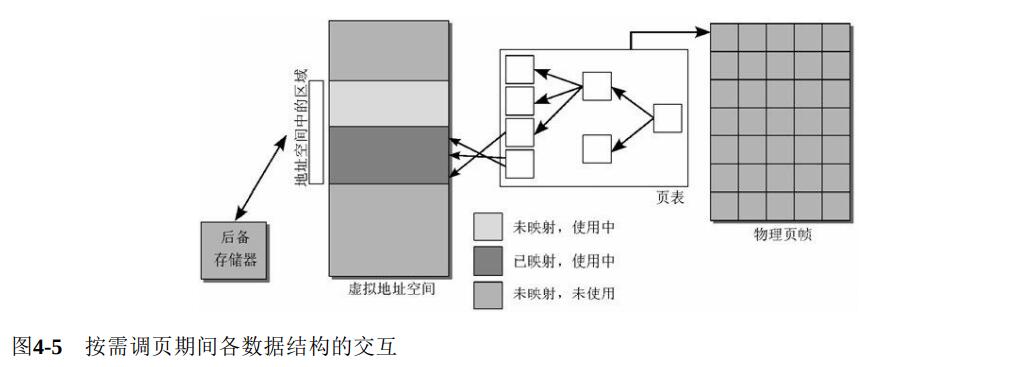 地址空间中的区域
后备
存储器
虚拟地址空间
页表
物理页帧
未映射，使用中
已映射，使用中
未映射，未使用
图4-5 按需调页期间各数据结构的交互